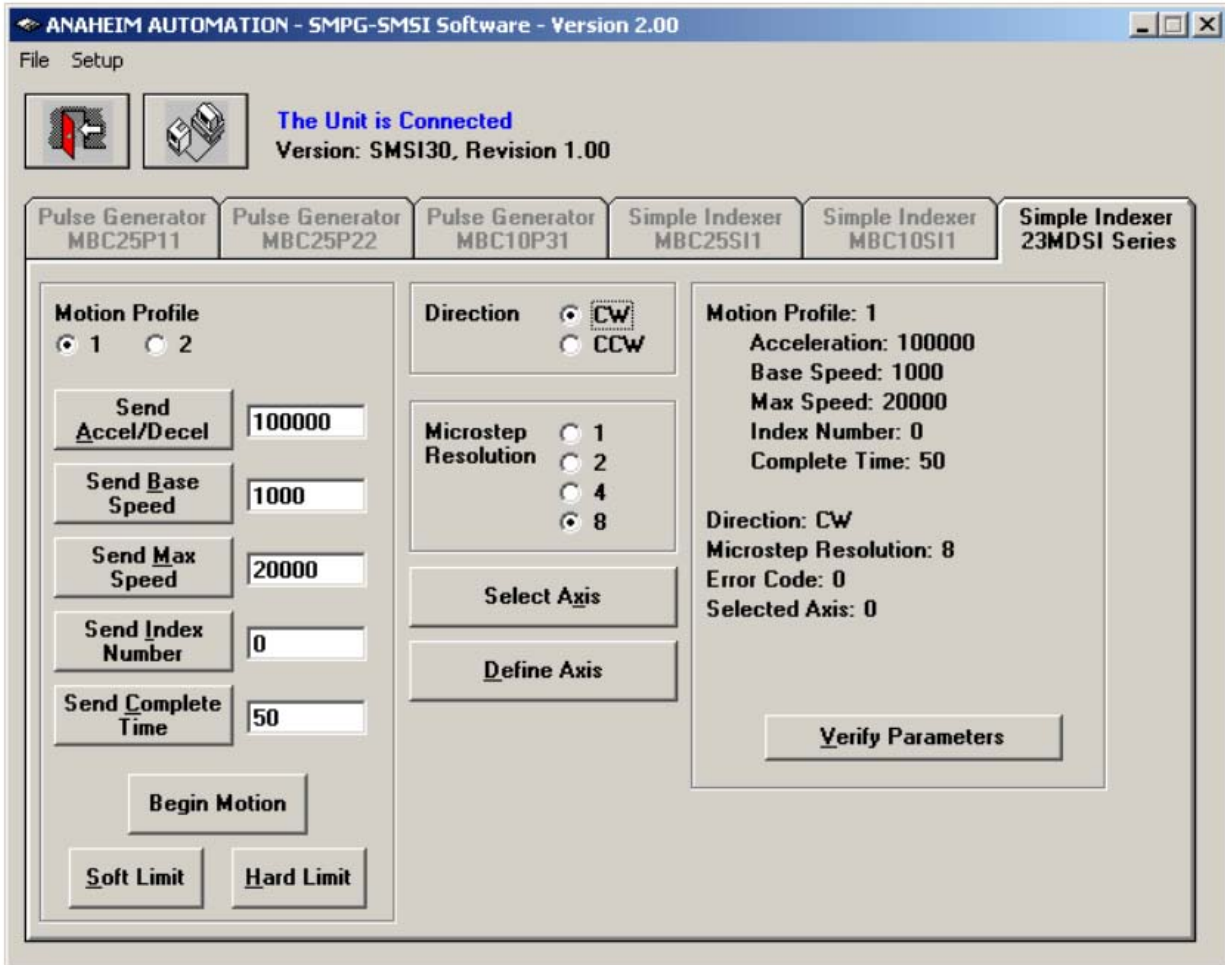 ANAHEIM AUTOMATION - SMPG-SMSI Software - Version 2.00
File Setup
The Unit is Connected
Version: SMSI30, Revision 1.00
Pulse Generator
MBC25P11
Pulse Generator
MBC25P22
Pulse Generator
MBC10P31
Simple Indexer
MBC25SI1
Simple Indexer
MBC10SI1
Simple Indexer
23MDSI Series
Motion Profile
1 2
Send
Accel/Decel
100000
Send Base
Speed
1000
Send Max
Speed
20000
Send Index
Number
0
Send Complete
Time
50
Begin Motion
Soft Limit
Hard Limit
Direction
CW
CCW
Microstep
Resolution
1
2
4
8
Select Axis
Define Axis
Motion Profile: 1
Acceleration: 100000
Base Speed: 1000
Max Speed: 20000
Index Number: 0
Complete Time: 50
Direction: CW
Microstep Resolution: 8
Error Code: 0
Selected Axis: 0
Verify Parameters